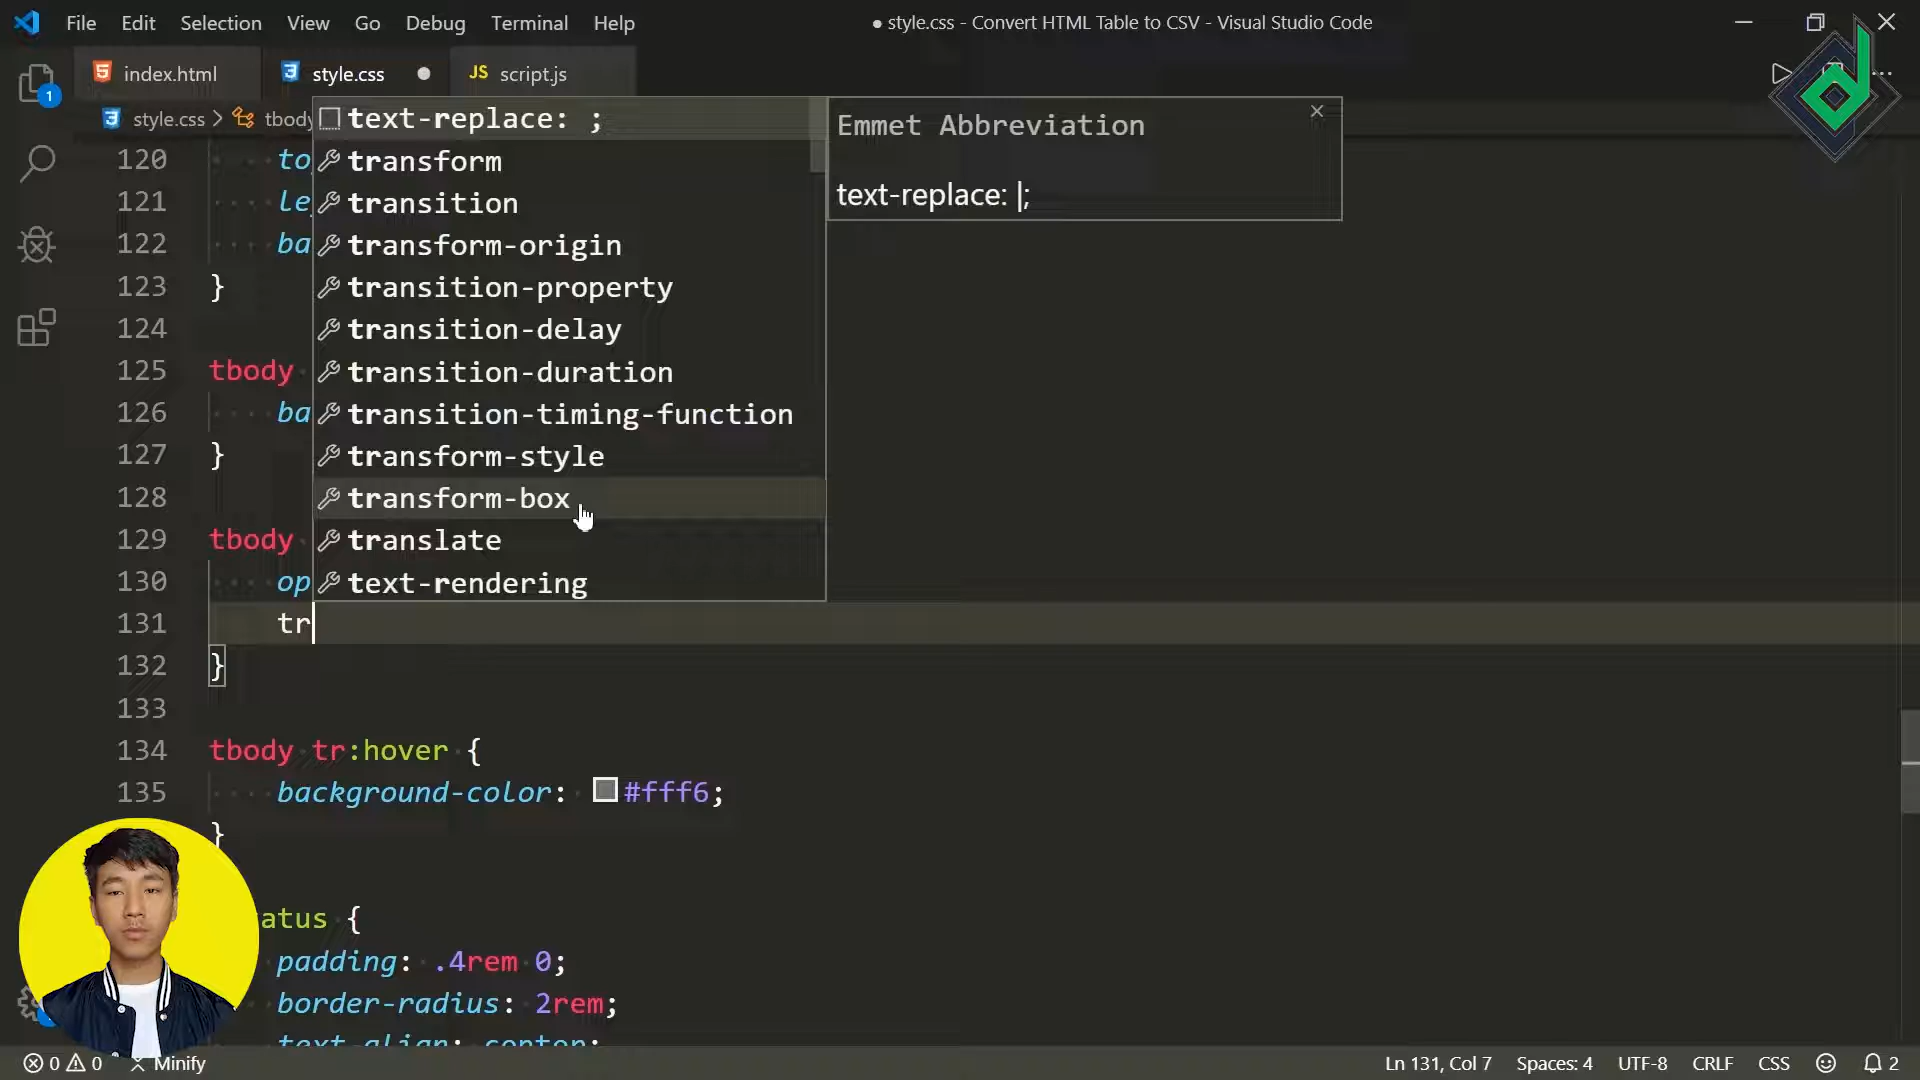 File Edit Selection View Go Debug Terminal Help
● style.css - Convert HTML Table to CSV - Visual Studio Code
index.html style.css JS script.js
style.css > tbody
1
text-replace: ;
transform
transition
transform-origin
transition-property
transition-delay
transition-duration
transition-timing-function
transform-style
transform-box
translate
text-rendering
Emmet Abbreviation
text-replace: |;
120 to
121 le
122 ba
123 }
124
125 tbody
126 ba
127 }
128
129 tbody
130 op
131 tr
132 }
133
134 tbody tr:hover {
135 background-color: #fff6;
}
atus {
padding: .4rem 0;
border-radius: 2rem;
text-align: center;
0 0 Minify
Ln 131, Col 7 Spaces: 4 UTF-8 CRLF CSS 2